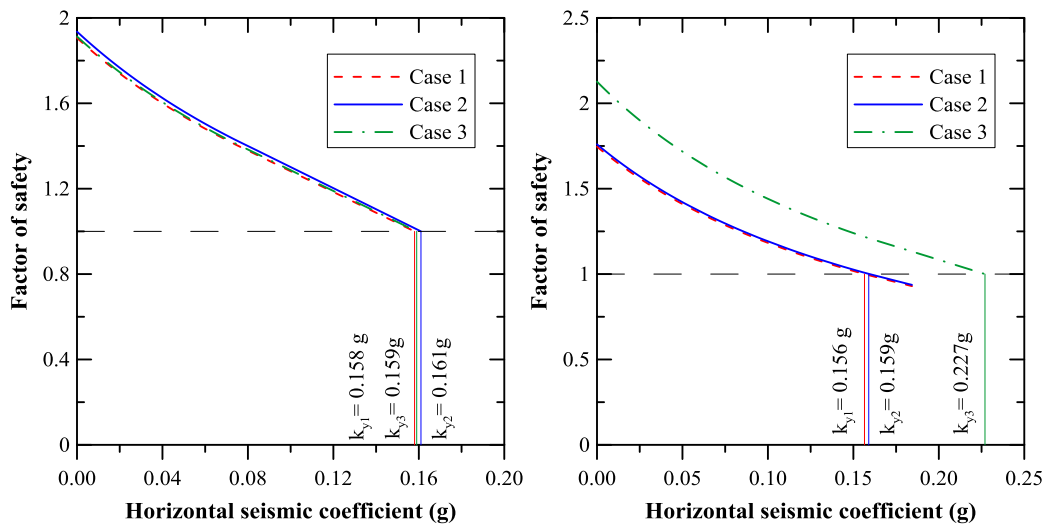 2
1.6
1.2
0.8
0.4
0
Factor of safety
Case 1
Case 2
Case 3
k_y1= 0.158 g
k_y3= 0.159g
k_y2= 0.161g
0.00 0.04 0.08 0.12 0.16 0.20
Horizontal seismic coefficient (g)
2.5
2
1.5
1
0.5
0
Factor of safety
Case 1
Case 2
Case 3
k_y1= 0.156 g
k_y2= 0.159g
k_y3= 0.227g
0.00 0.05 0.10 0.15 0.20 0.25
Horizontal seismic coefficient (g)